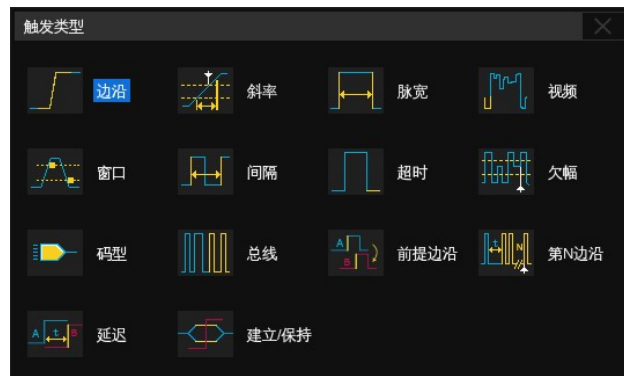 触发类型
边沿 斜率 脉宽 视频
窗口 间隔 超时 欠幅
码型 总线 A B 前提边沿 t N 第N边沿
A t B 延迟 建立/保持